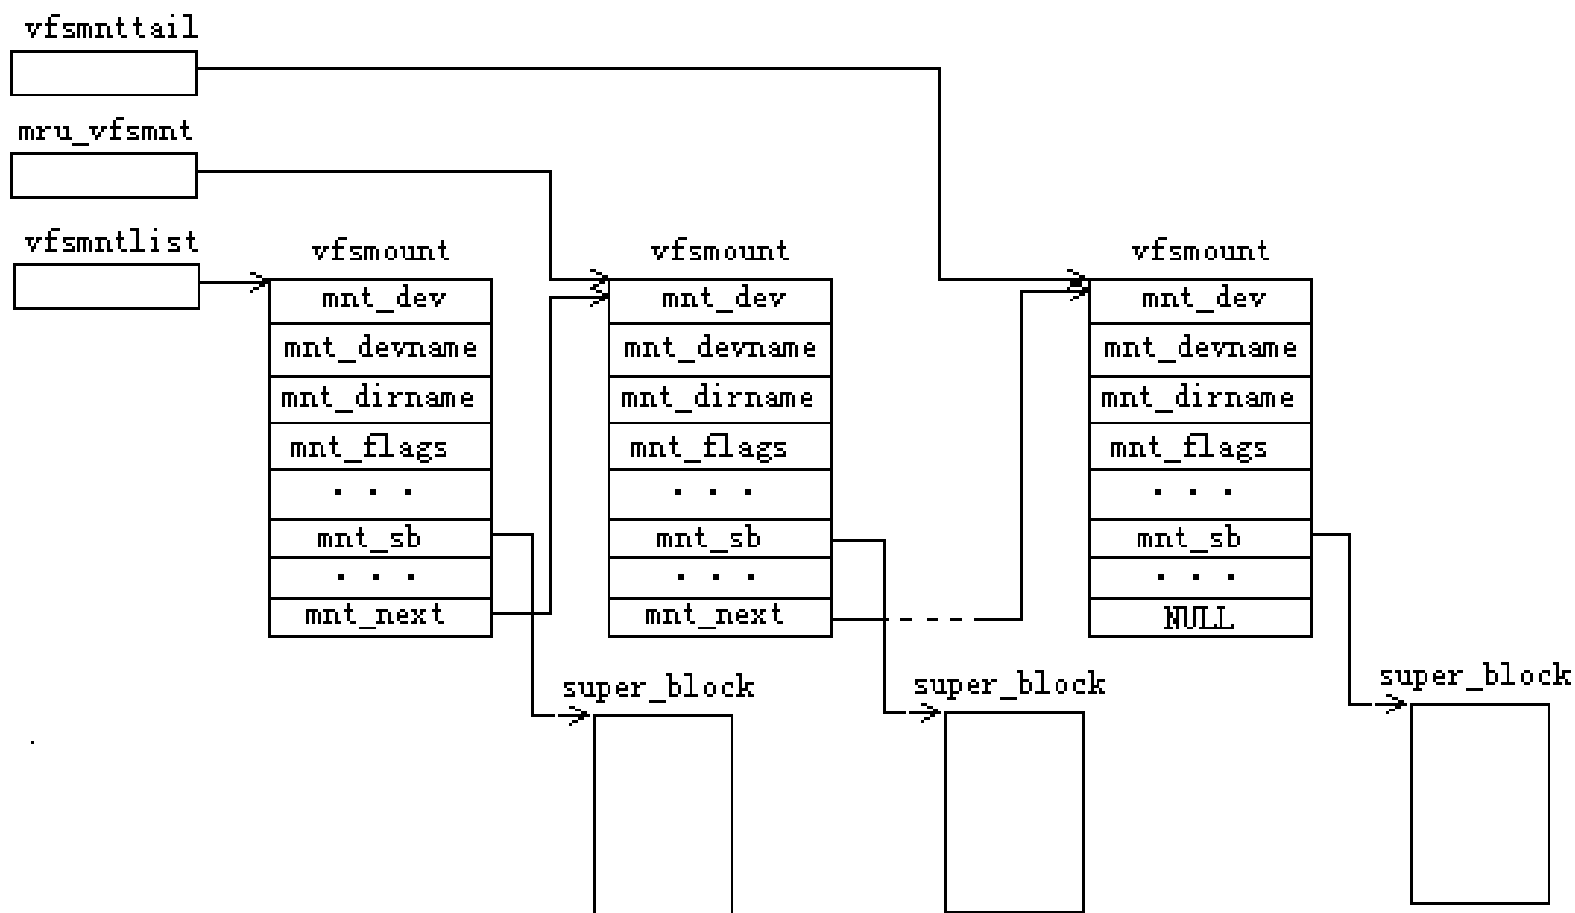 vfsmnttail
mru_vfsmnt
vfsmntlist
vfsmount
mnt_dev
mnt_devname
mnt_dirname
mnt_flags
. . .
mnt_sb
. . .
mnt_next
vfsmount
mnt_dev
mnt_devname
mnt_dirname
mnt_flags
. . .
mnt_sb
. . .
mnt_next
vfsmount
mnt_dev
mnt_devname
mnt_dirname
mnt_flags
. . .
mnt_sb
. . .
NULL
super_block
super_block
super_block